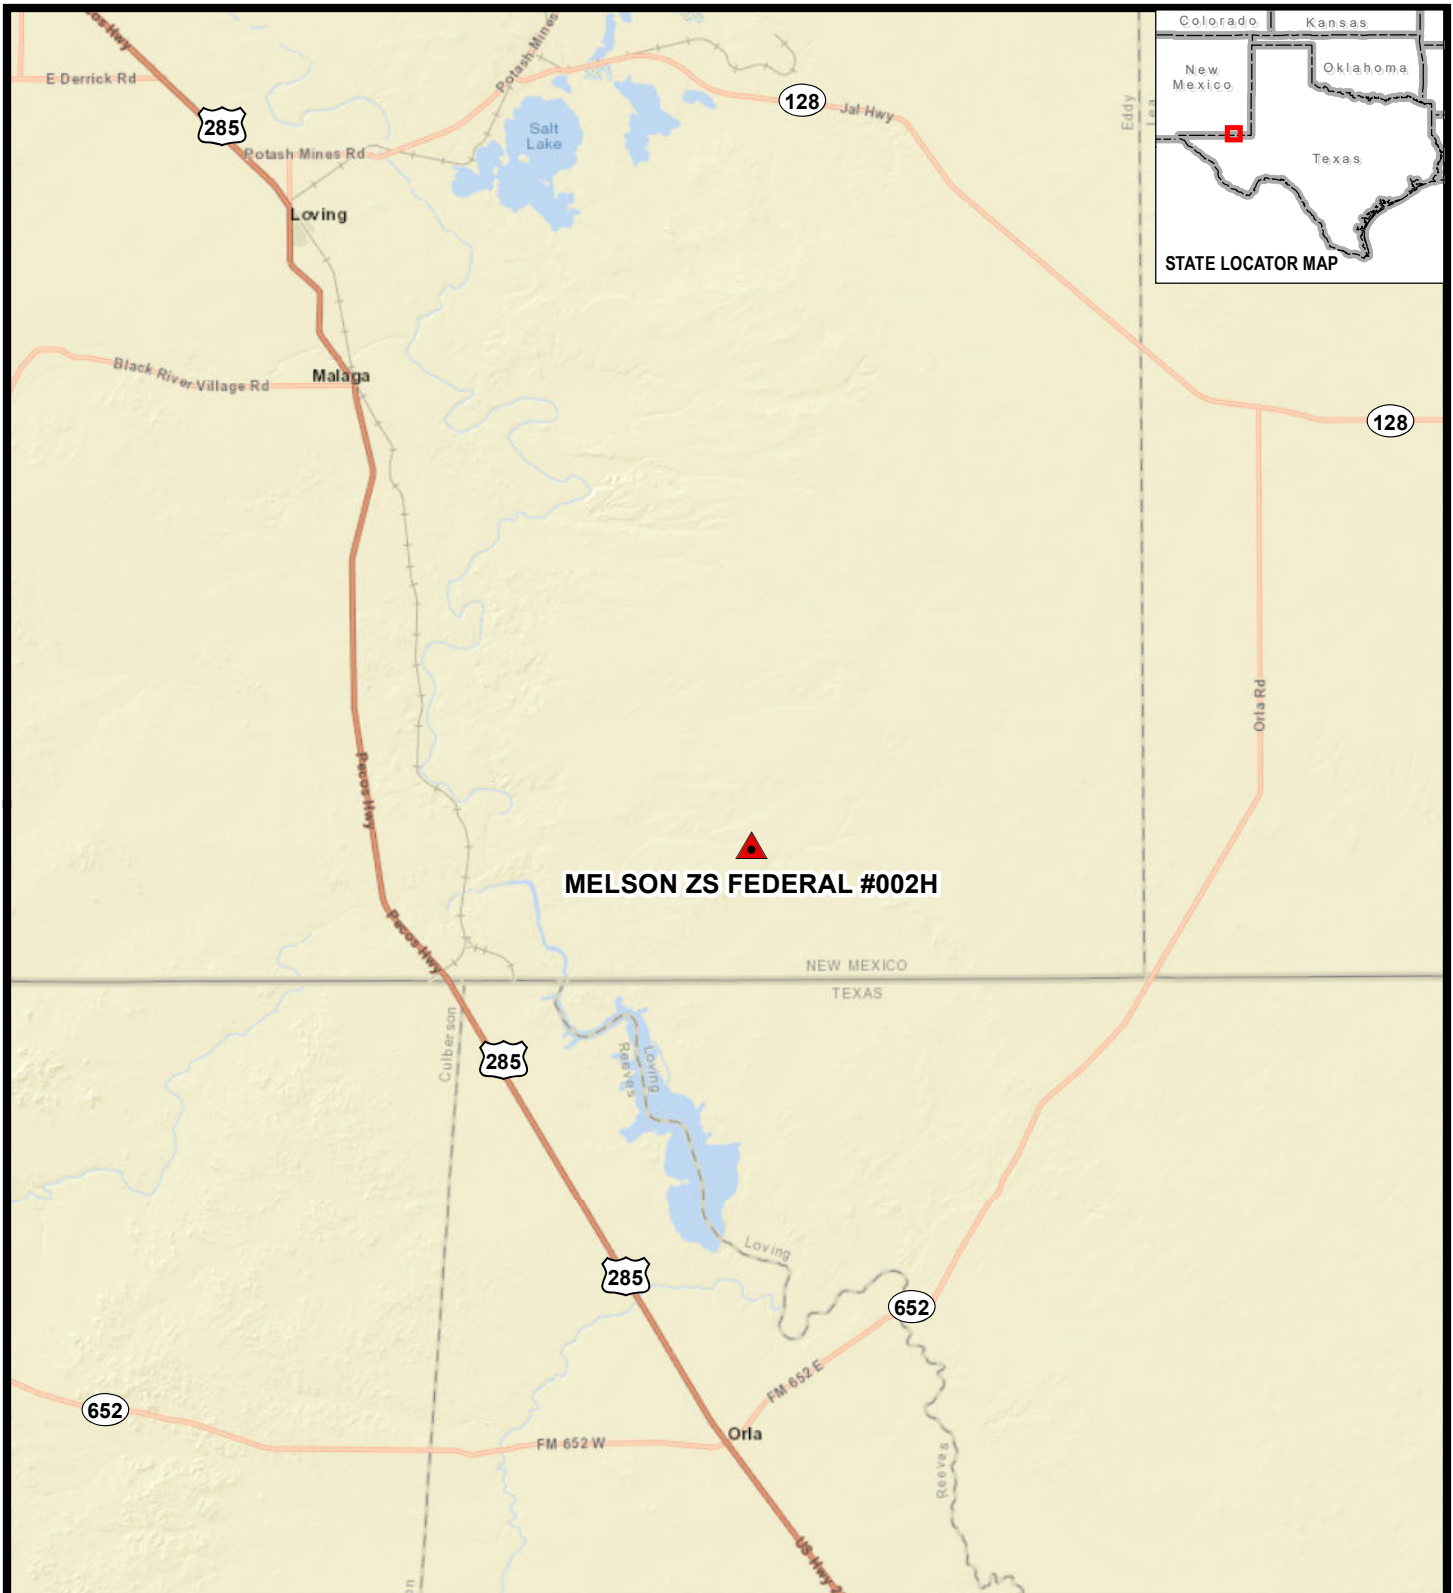 Pecos Hwy
E Derrick Rd
285
Potash Mines Rd
Potash Mines
Salt
Lake
128
Jal Hwy
Eddy
Lea
Colorado
Kansas
New
Mexico
Oklahoma
Texas
STATE LOCATOR MAP
Loving
Black River Village Rd
Malaga
128
Orla Rd
Pecos Hwy
MELSON ZS FEDERAL #002H
Pecos Hwy
NEW MEXICO
TEXAS
Culberson
285
Reeves
Loving
Loving
285
652
FM 652 E
652
FM 652 W
Orla
Reeves
US Hwy